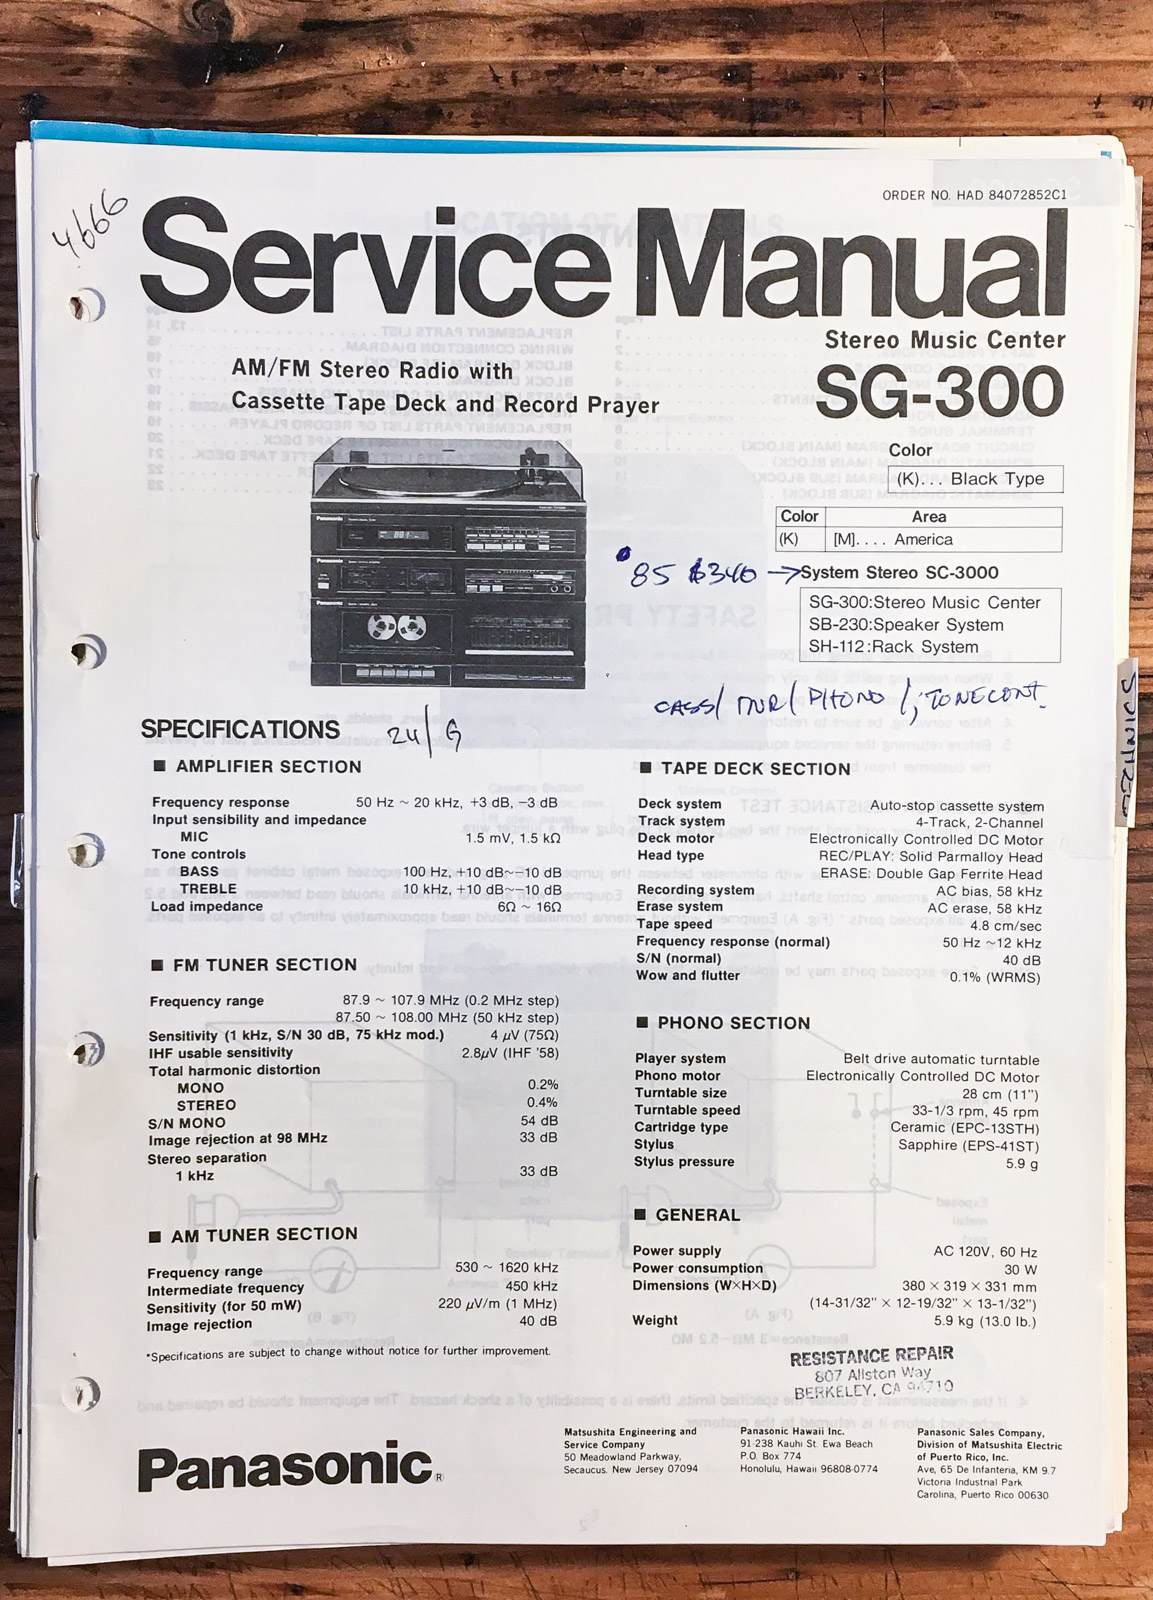 ORDER NO. HAD 84072852C1
4666
Service Manual
Stereo Music Center
AM/FM Stereo Radio with
Cassette Tape Deck and Record Prayer
SG-300
Color
(K)... Black Type
Color Area
(K) [M].... America
'85 $340 → System Stereo SC-3000
SG-300:Stereo Music Center
SB-230:Speaker System
SH-112:Rack System
CASS/ TNR/ PHONO /, TONECONT.
SPECIFICATIONS
24/G
■ AMPLIFIER SECTION
Frequency response 50 Hz ~ 20 kHz, +3 dB, −3 dB
Input sensibility and impedance
MIC 1.5 mV, 1.5 kΩ
Tone controls
BASS 100 Hz, +10 dB~−10 dB
TREBLE 10 kHz, +10 dB~−10 dB
Load impedance 6Ω ~ 16Ω
■ FM TUNER SECTION
Frequency range 87.9 ~ 107.9 MHz (0.2 MHz step)
87.50 ~ 108.00 MHz (50 kHz step)
Sensitivity (1 kHz, S/N 30 dB, 75 kHz mod.) 4 μV (75Ω)
IHF usable sensitivity 2.8μV (IHF '58)
Total harmonic distortion
MONO 0.2%
STEREO 0.4%
S/N MONO 54 dB
Image rejection at 98 MHz 33 dB
Stereo separation
1 kHz 33 dB
■ AM TUNER SECTION
Frequency range 530 ~ 1620 kHz
Intermediate frequency 450 kHz
Sensitivity (for 50 mW) 220 μV/m (1 MHz)
Image rejection 40 dB
*Specifications are subject to change without notice for further improvement.
■ TAPE DECK SECTION
Deck system Auto-stop cassette system
Track system 4-Track, 2-Channel
Deck motor Electronically Controlled DC Motor
Head type REC/PLAY: Solid Parmalloy Head
ERASE: Double Gap Ferrite Head
Recording system AC bias, 58 kHz
Erase system AC erase, 58 kHz
Tape speed 4.8 cm/sec
Frequency response (normal) 50 Hz ~12 kHz
S/N (normal) 40 dB
Wow and flutter 0.1% (WRMS)
■ PHONO SECTION
Player system Belt drive automatic turntable
Phono motor Electronically Controlled DC Motor
Turntable size 28 cm (11")
Turntable speed 33-1/3 rpm, 45 rpm
Cartridge type Ceramic (EPC-13STH)
Stylus Sapphire (EPS-41ST)
Stylus pressure 5.9 g
■ GENERAL
Power supply AC 120V, 60 Hz
Power consumption 30 W
Dimensions (W×H×D) 380 × 319 × 331 mm
(14-31/32" × 12-19/32" × 13-1/32")
Weight 5.9 kg (13.0 lb.)
RESISTANCE REPAIR
807 Allston Way
BERKELEY, CA 94710
Panasonic®
Matsushita Engineering and
Service Company
50 Meadowland Parkway,
Secaucus. New Jersey 07094
Panasonic Hawaii Inc.
91-238 Kauhi St. Ewa Beach
P.O. Box 774
Honolulu, Hawaii 96808-0774
Panasonic Sales Company,
Division of Matsushita Electric
of Puerto Rico, Inc.
Ave, 65 De Infanteria, KM 9.7
Victoria Industrial Park
Carolina, Puerto Rico 00630